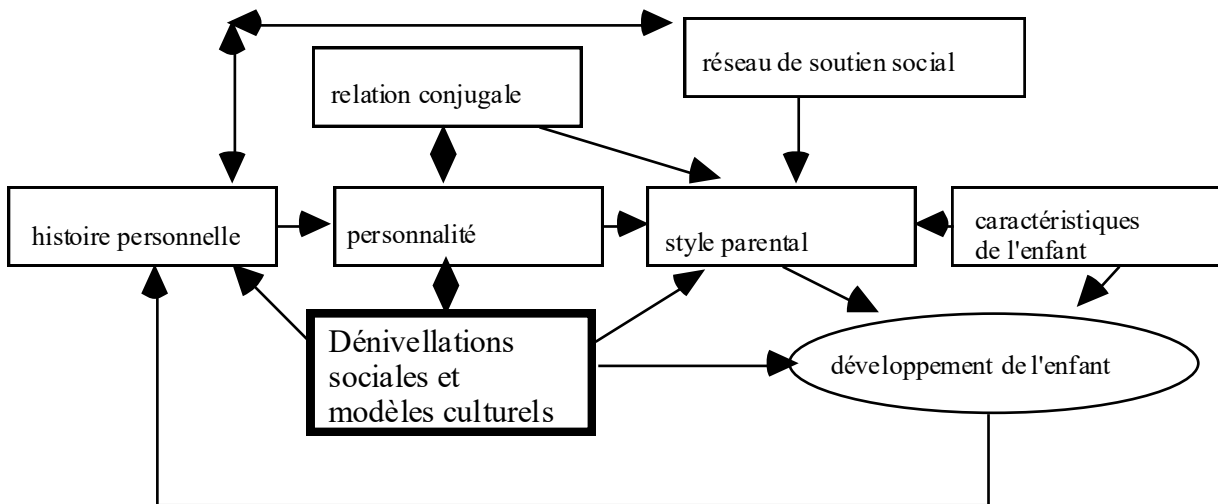 réseau de soutien social
relation conjugale
histoire personnelle
personnalité
style parental
caractéristiques
de l'enfant
Dénivellations
sociales et
modèles culturels
développement de l'enfant